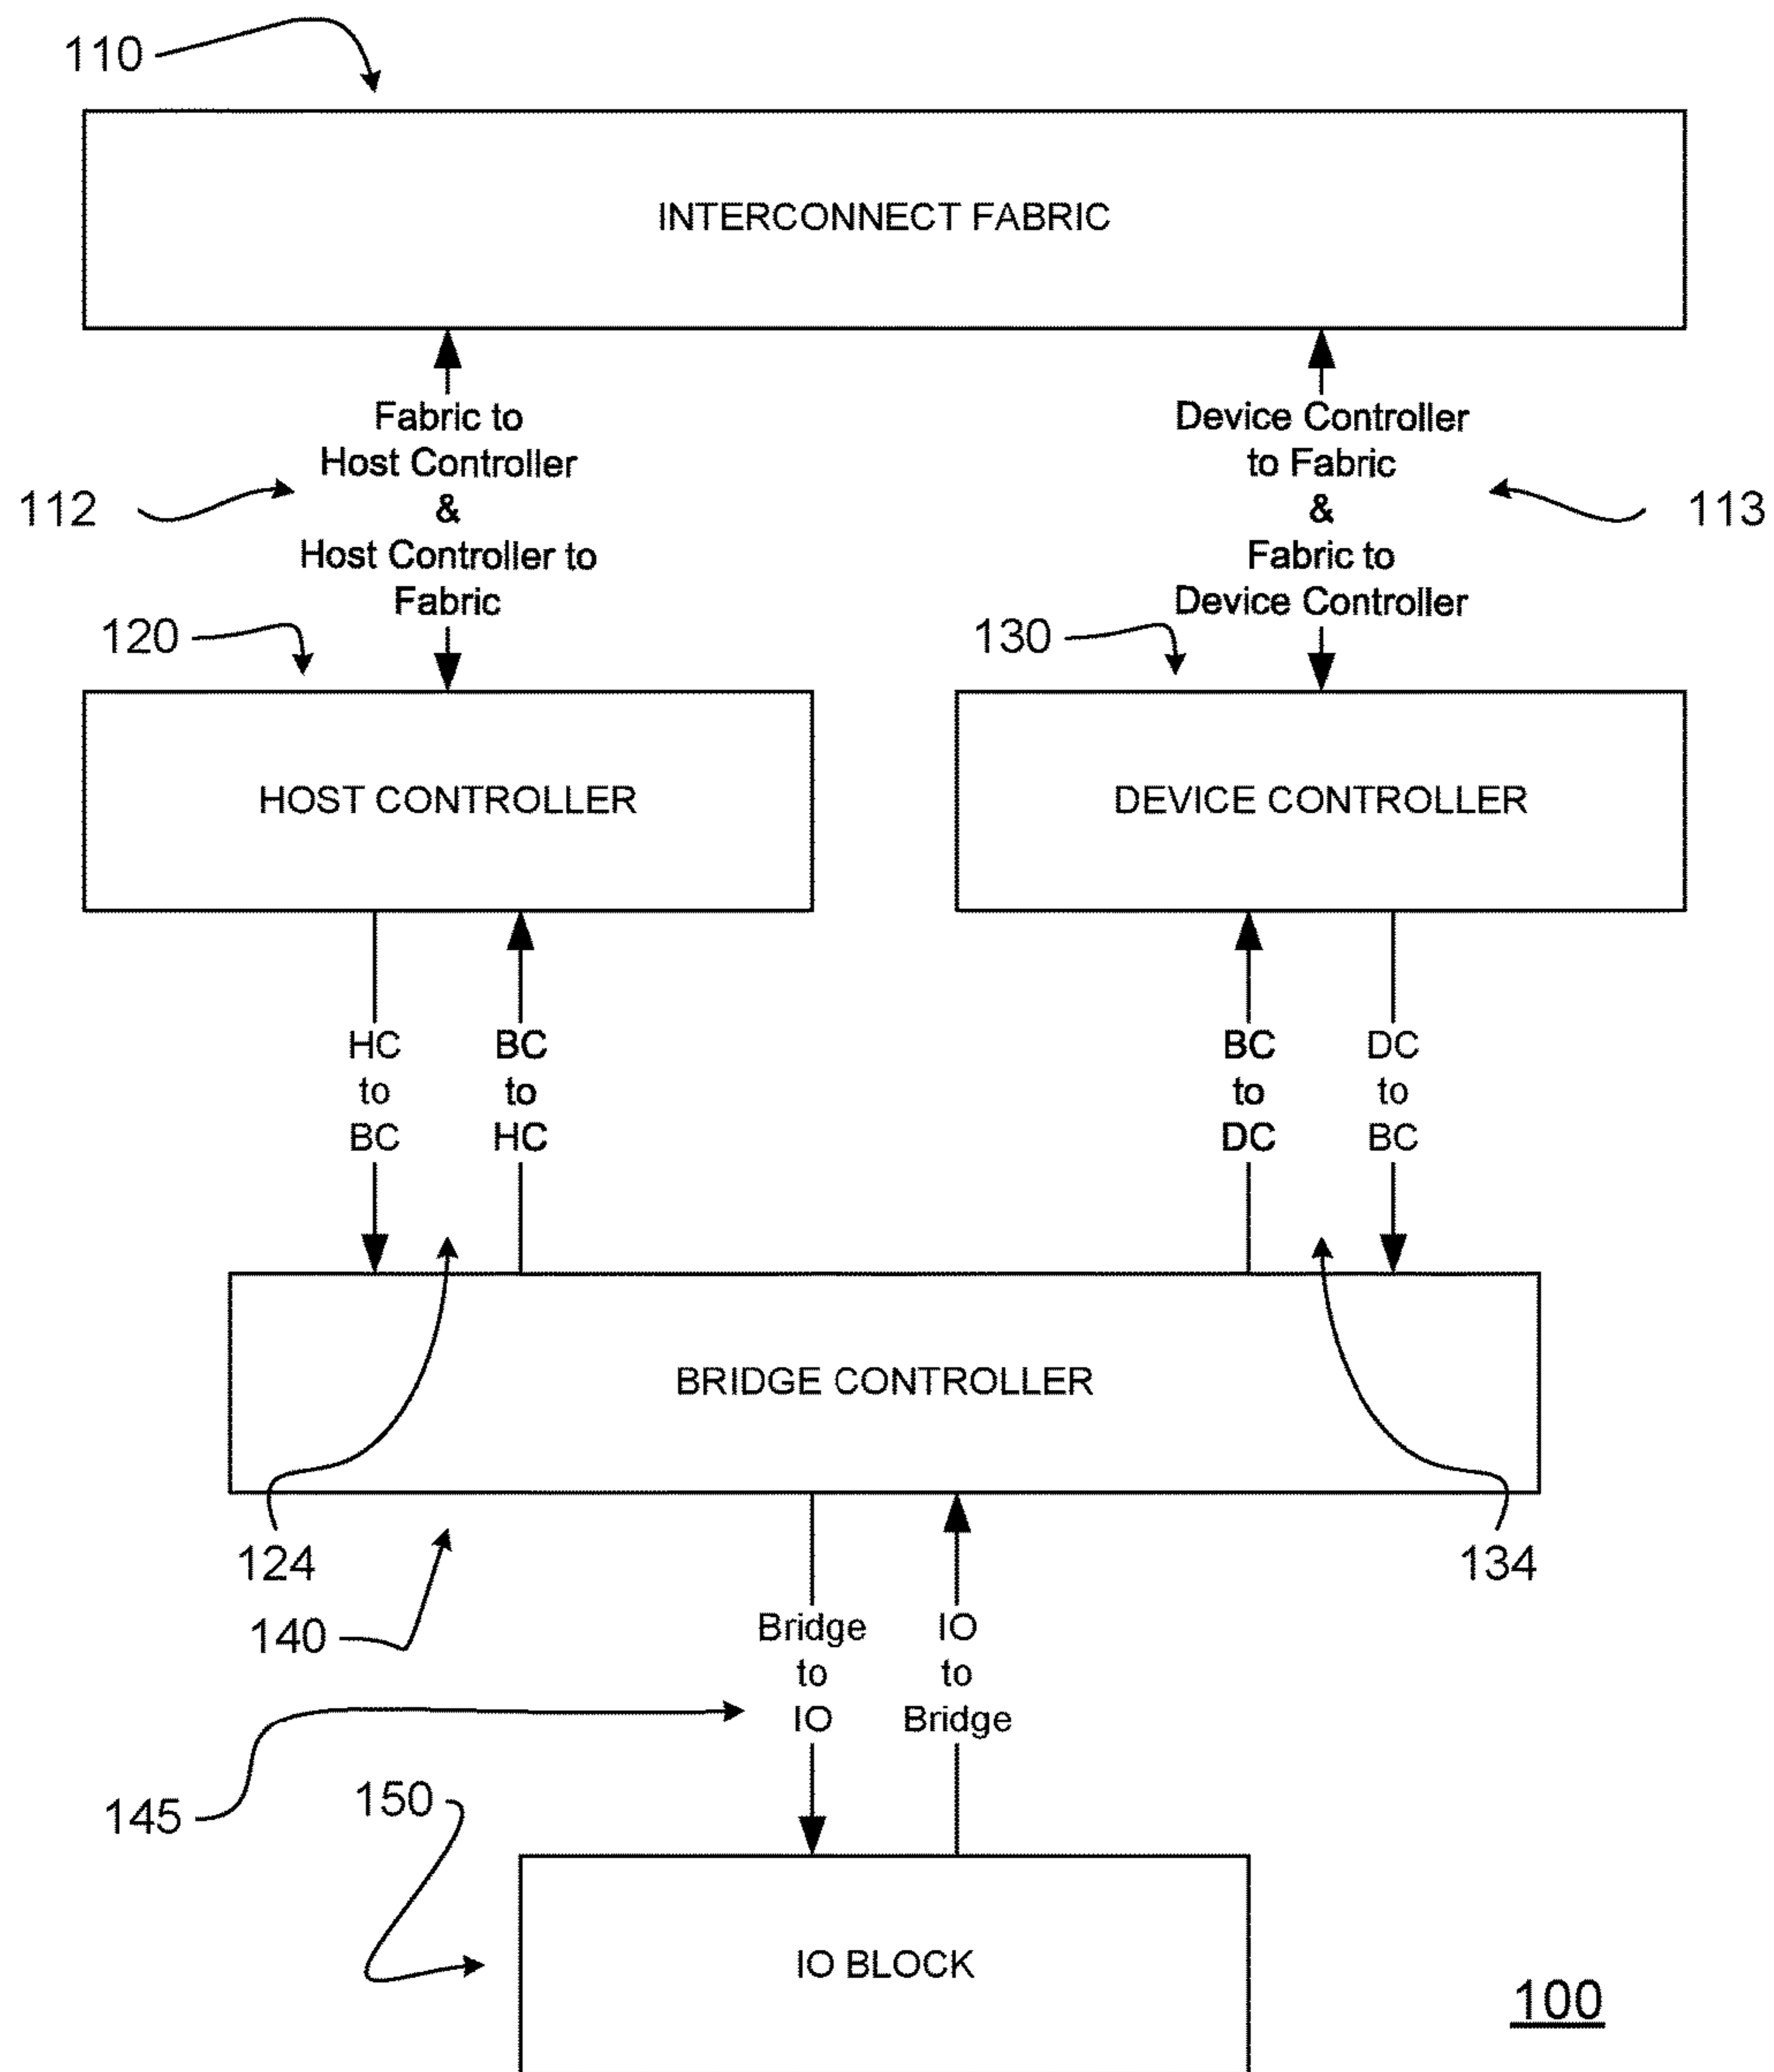 110
INTERCONNECT FABRIC
Fabric to
Host Controller
&
Host Controller to
Fabric
112
Device Controller
to Fabric
&
Fabric to
Device Controller
113
120
130
HOST CONTROLLER
DEVICE CONTROLLER
HC
to
BC
BC
to
HC
BC
to
DC
DC
to
BC
BRIDGE CONTROLLER
124
134
140
Bridge
to
IO
IO
to
Bridge
145
150
IO BLOCK
100